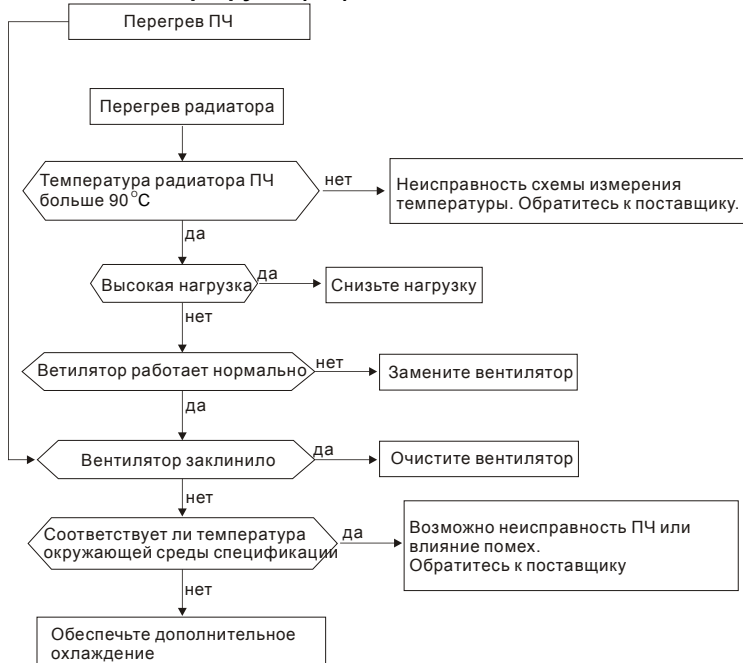 Перегрев ПЧ
Перегрев радиатора
Температура радиатора ПЧ
больше 90°C
нет
Неисправность схемы измерения
температуры. Обратитесь к поставщику.
да
Высокая нагрузка
да
Снизьте нагрузку
нет
Ветилятор работает нормально
нет
Замените вентилятор
да
Вентилятор заклинило
да
Очистите вентилятор
нет
Соответствует ли температура
окружающей среды спецификации
да
Возможно неисправность ПЧ или
влияние помех.
Обратитесь к поставщику
нет
Обеспечьте дополнительное
охлаждение